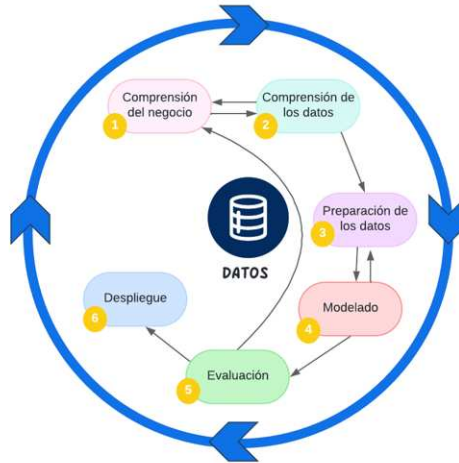 Comprensión
del negocio
1
Comprensión de
los datos
2
Preparación de
los datos
3
DATOS
Despliegue
6
Modelado
4
Evaluación
5